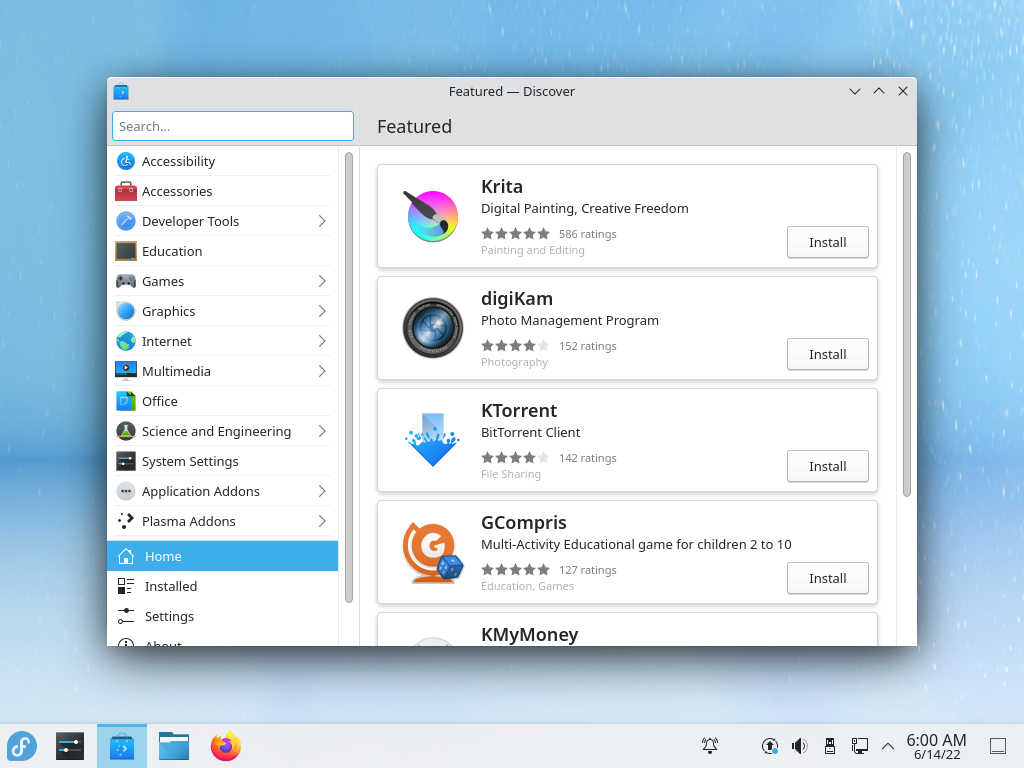 Featured — Discover
Search...
Featured
Accessibility
Accessories
Developer Tools
Education
Games
Graphics
Internet
Multimedia
Office
Science and Engineering
System Settings
Application Addons
Plasma Addons
Home
Installed
Settings
About
Krita
Digital Painting, Creative Freedom
586 ratings
Painting and Editing
Install
digiKam
Photo Management Program
152 ratings
Photography
Install
KTorrent
BitTorrent Client
142 ratings
File Sharing
Install
GCompris
Multi-Activity Educational game for children 2 to 10
127 ratings
Education, Games
Install
KMyMoney
6:00 AM
6/14/22